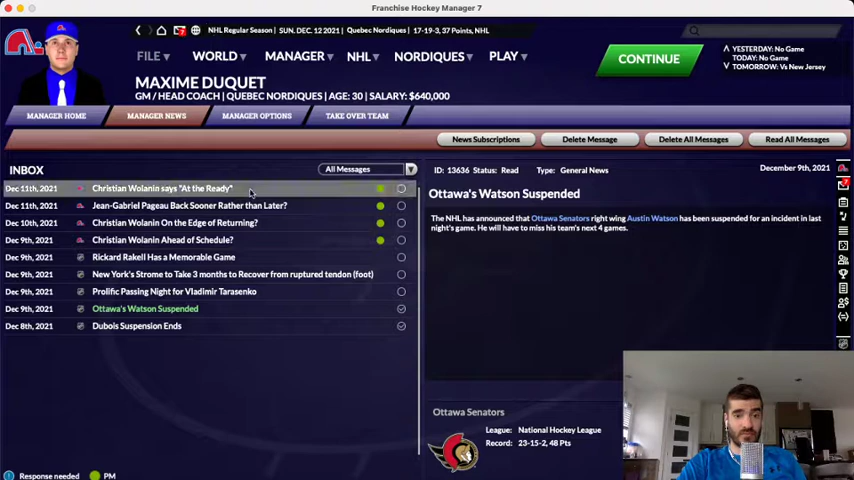 Franchise Hockey Manager 7
NHL Regular Season | SUN. DEC. 12 2021 | Quebec Nordiques | 17-19-3, 37 Points, NHL
FILE WORLD MANAGER NHL NORDIQUES PLAY
CONTINUE
YESTERDAY: No Game
TODAY: No Game
TOMORROW: Vs New Jersey
MAXIME DUQUET
GM / HEAD COACH | QUEBEC NORDIQUES | AGE: 30 | SALARY: $640,000
MANAGER HOME MANAGER NEWS MANAGER OPTIONS TAKE OVER TEAM
News Subscriptions Delete Message Delete All Messages Read All Messages
INBOX All Messages
Dec 11th, 2021 Christian Wolanin says "At the Ready"
Dec 11th, 2021 Jean-Gabriel Pageau Back Sooner Rather than Later?
Dec 10th, 2021 Christian Wolanin On the Edge of Returning?
Dec 9th, 2021 Christian Wolanin Ahead of Schedule?
Dec 9th, 2021 Rickard Rakell Has a Memorable Game
Dec 9th, 2021 New York's Strome to Take 3 months to Recover from ruptured tendon (foot)
Dec 9th, 2021 Prolific Passing Night for Vladimir Tarasenko
Dec 9th, 2021 Ottawa's Watson Suspended
Dec 8th, 2021 Dubois Suspension Ends
Response needed PM
ID: 13636 Status: Read Type: General News December 9th, 2021
Ottawa's Watson Suspended
The NHL has announced that Ottawa Senators right wing Austin Watson has been suspended for an incident in last
night's game. He will have to miss his team's next 4 games.
Ottawa Senators
League: National Hockey League
Record: 23-15-2, 48 Pts